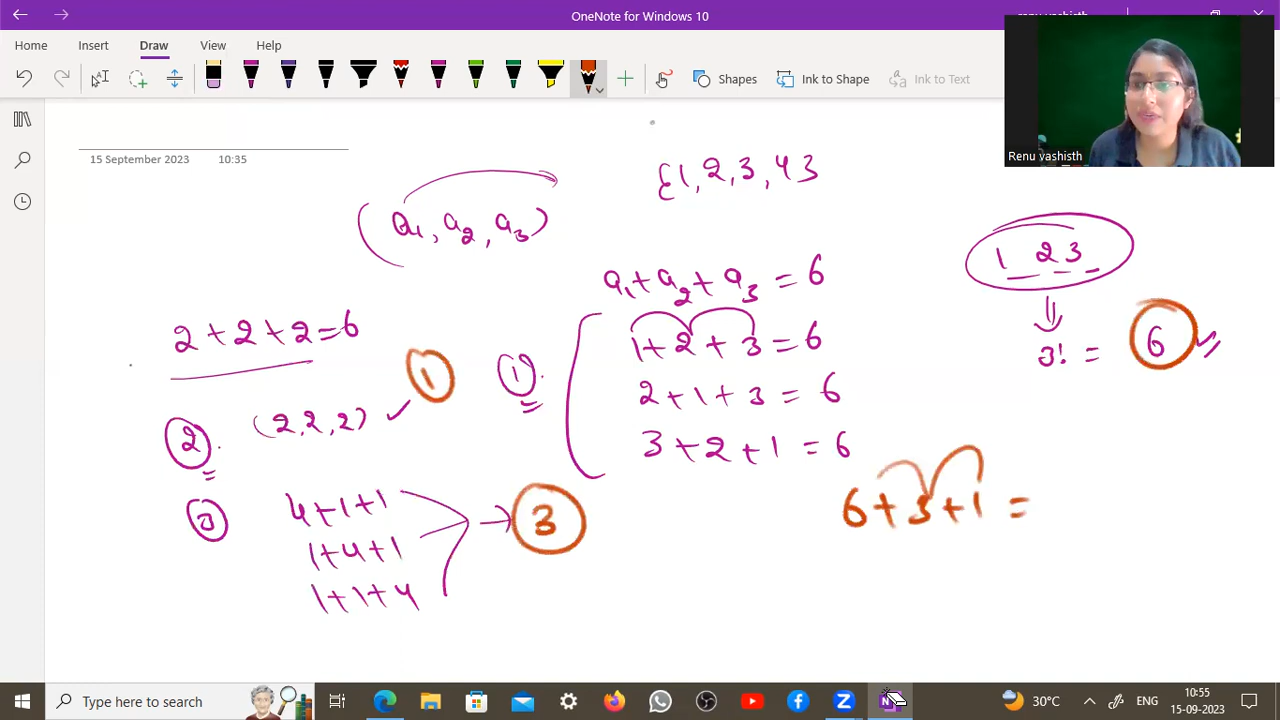 OneNote for Windows 10
renu vashisth
Home Insert Draw View Help
Shapes Ink to Shape Ink to Text
Renu vashisth
15 September 2023 10:35
{1, 2, 3, 4}
(a1, a2, a3)
1 2 3
a1 + a2 + a3 = 6
2 + 2 + 2 = 6
1
1
1 + 2 + 3 = 6
3! = 6
2 + 1 + 3 = 6
2 (2, 2, 2)
3 + 2 + 1 = 6
3
4 + 1 + 1
3
6 + 3 + 1 =
1 + 4 + 1
1 + 1 + 4
Type here to search
30°C
ENG
10:55
15-09-2023